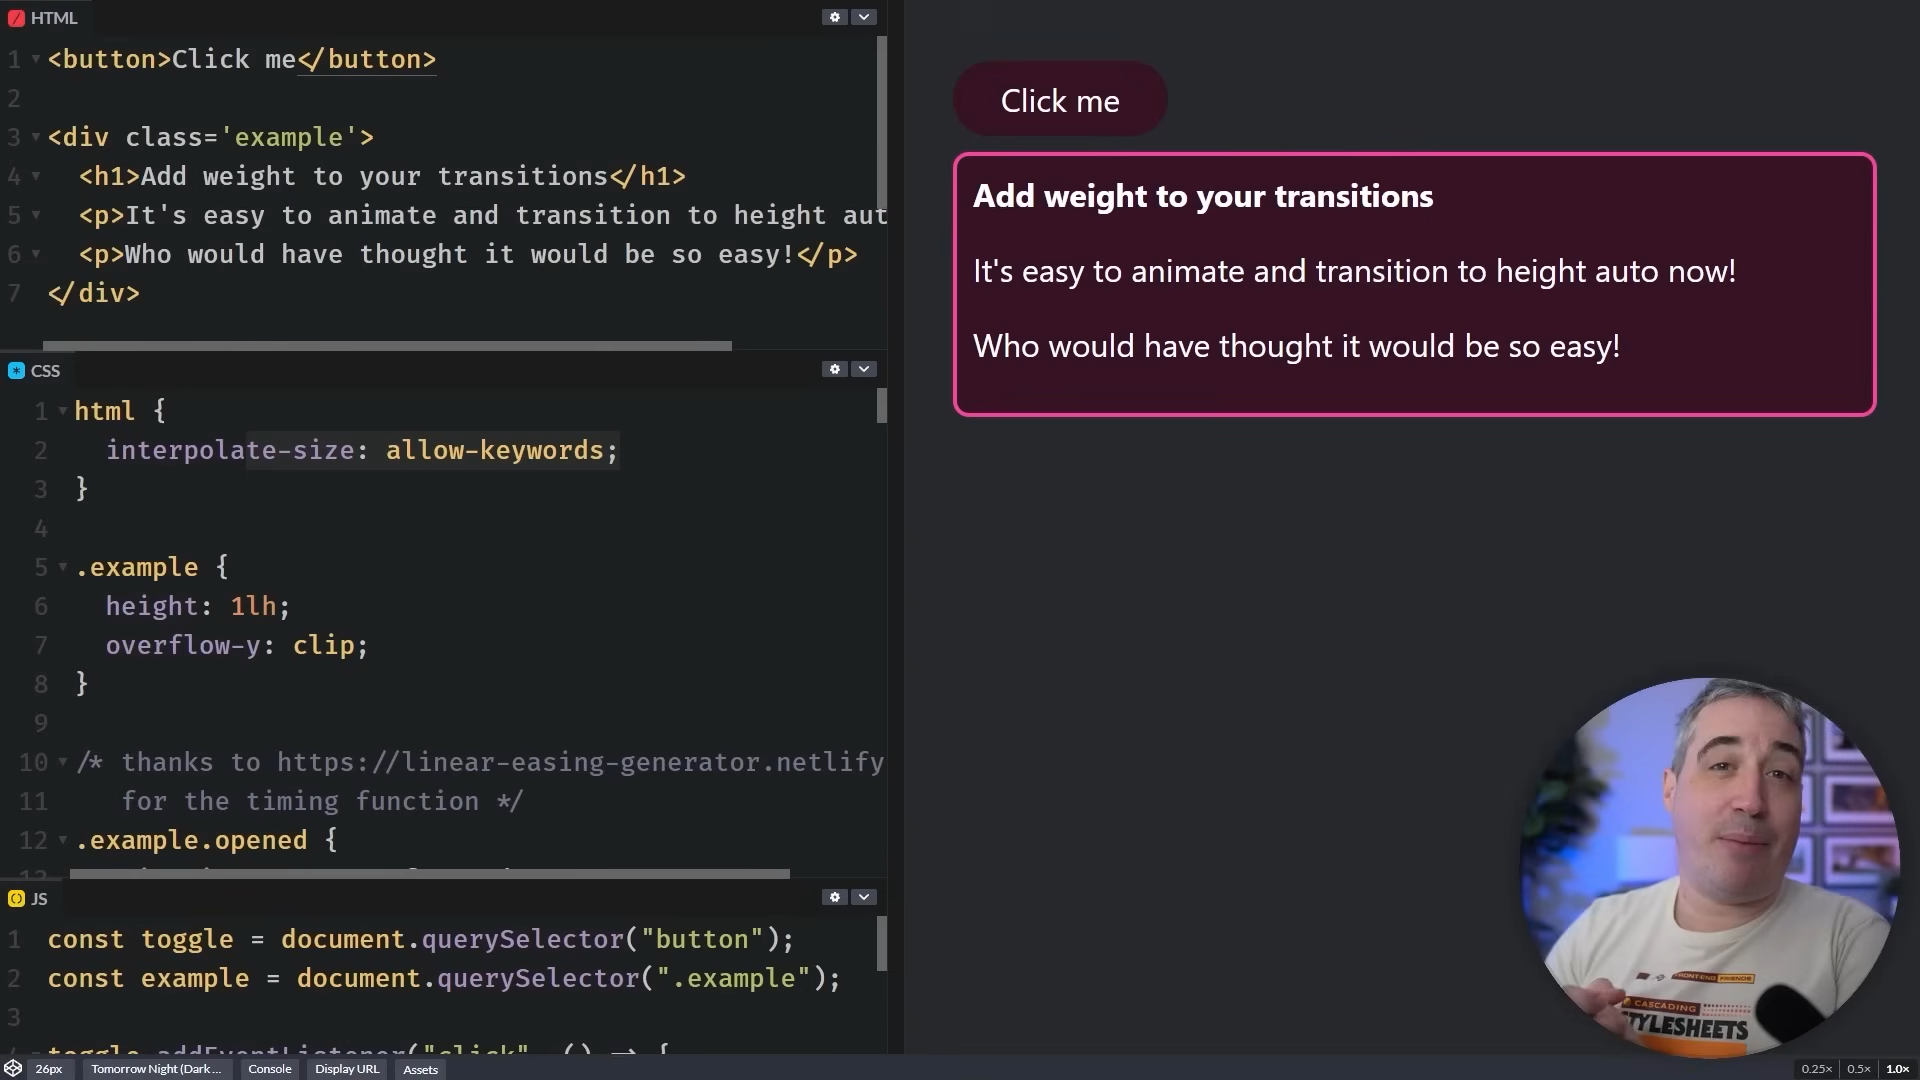 HTML
1 <button>Click me</button>
2
3 <div class='example'>
4 <h1>Add weight to your transitions</h1>
5 <p>It's easy to animate and transition to height aut
6 <p>Who would have thought it would be so easy!</p>
7 </div>
CSS
1 html {
2 interpolate-size: allow-keywords;
3 }
4
5 .example {
6 height: 1lh;
7 overflow-y: clip;
8 }
9
10 /* thanks to https://linear-easing-generator.netlify
11 for the timing function */
12 .example.opened {
JS
1 const toggle = document.querySelector("button");
2 const example = document.querySelector(".example");
3
toggle.addEventListener("click", () => {
26px Tomorrow Night (Dark ... Console Display URL Assets
Click me
Add weight to your transitions
It's easy to animate and transition to height auto now!
Who would have thought it would be so easy!
FRONT-END FRIENDS
CASCADING
STYLESHEETS
0.25× 0.5× 1.0×